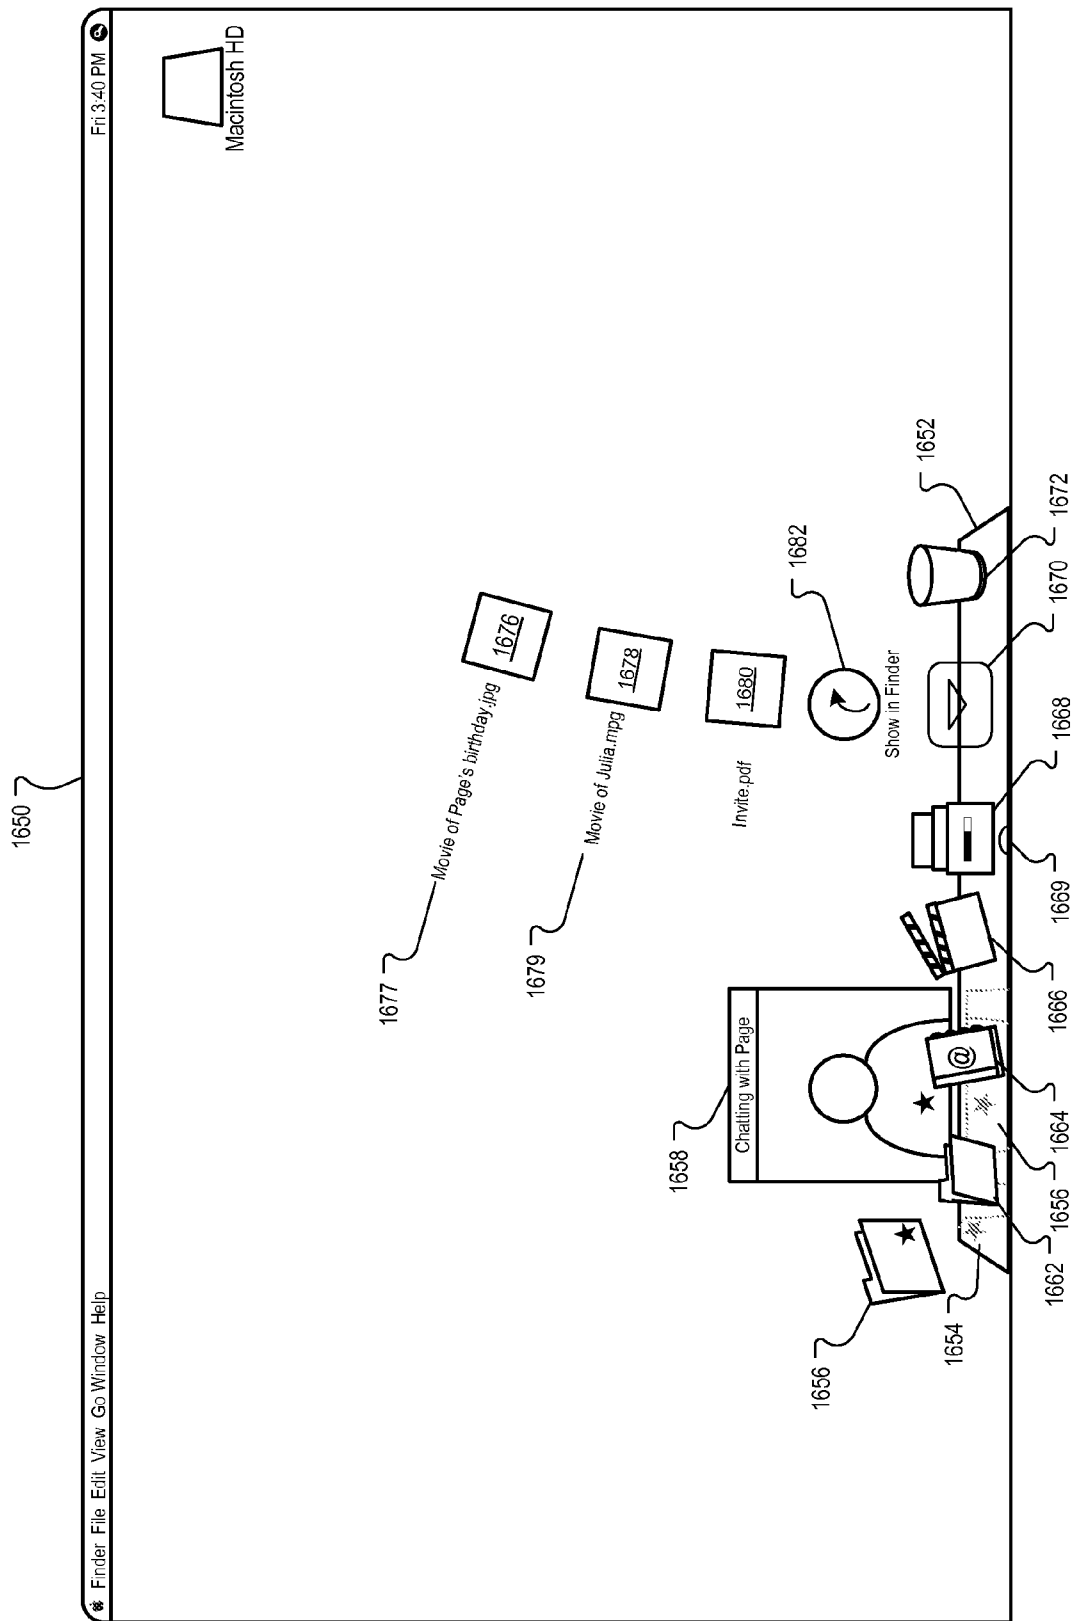 1650
Finder File Edit View Go Window Help
Fri 3:40 PM
Macintosh HD
1677
Movie of Page's birthday.jpg
1676
1679
Movie of Julia.mpg
1678
Invite.pdf
1680
1682
Show in Finder
1658
Chatting with Page
@
1656
1654
1652
1662
1656
1664
1666
1669
1668
1670
1672